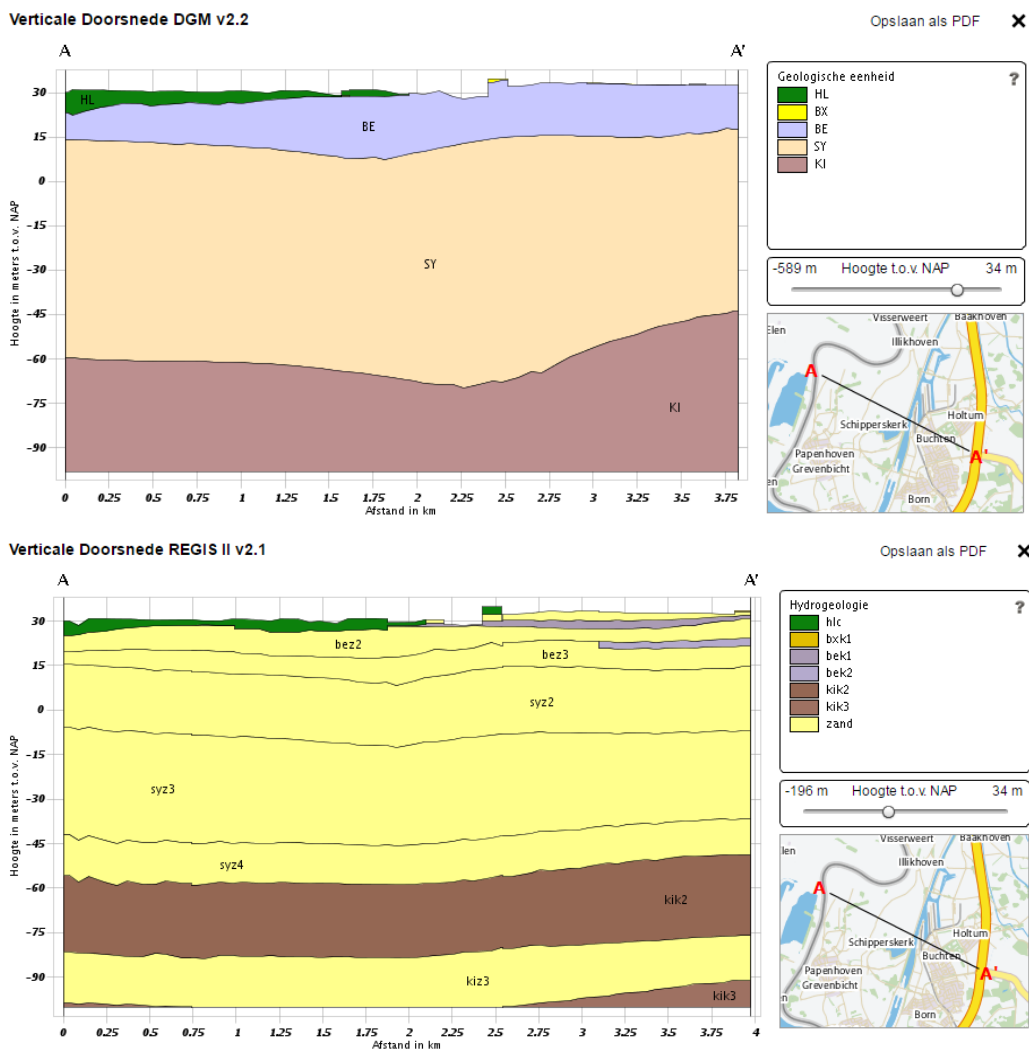 Verticale Doorsnede DGM v2.2
Opslaan als PDF
A
A'
Hoogte in meters t.o.v. NAP
30
15
0
-15
-30
-45
-60
-75
-90
HL
BE
SY
KI
0
0.25
0.5
0.75
1
1.25
1.5
1.75
2
2.25
2.5
2.75
3
3.25
3.5
3.75
Afstand in km
Geologische eenheid
?
HL
BX
BE
SY
KI
-589 m Hoogte t.o.v. NAP 34 m
Visserweert
Baakhoven
Elen
Illikhoven
A
Schipperskerk
Holtum
Buchten
A'
Papenhoven
Grevenbicht
Born
en
Verticale Doorsnede REGIS II v2.1
Opslaan als PDF
A
A'
Hoogte in meters t.o.v. NAP
30
15
0
-15
-30
-45
-60
-75
-90
bez2
bez3
syz2
syz3
syz4
kik2
kiz3
kik3
0
0.25
0.5
0.75
1
1.25
1.5
1.75
2
2.25
2.5
2.75
3
3.25
3.5
3.75
4
Afstand in km
Hydrogeologie
?
hlc
bxk1
bek1
bek2
kik2
kik3
zand
-196 m Hoogte t.o.v. NAP 34 m
Visserweert
Baakhoven
len
Illikhoven
A
Schipperskerk
Holtum
Buchten
A'
Papenhoven
Grevenbicht
Born